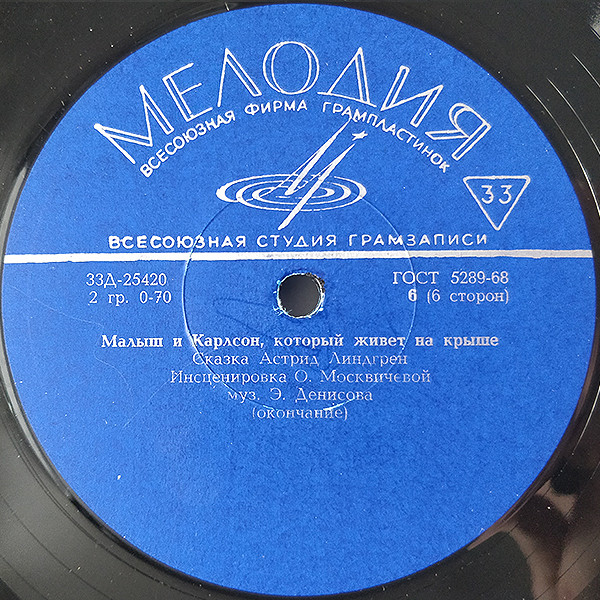 МЕЛОДИЯ
ВСЕСОЮЗНАЯ ФИРМА ГРАМПЛАСТИНОК
33
ВСЕСОЮЗНАЯ СТУДИЯ ГРАМЗАПИСИ
33Д-25420 ГОСТ 5289-68
2 гр. 0-70 6 (6 сторон)
Малыш и Карлсон, который живет на крыше
Сказка Астрид Линдгрен
Инсценировка О. Москвичевой
муз. Э. Денисова
(окончание)